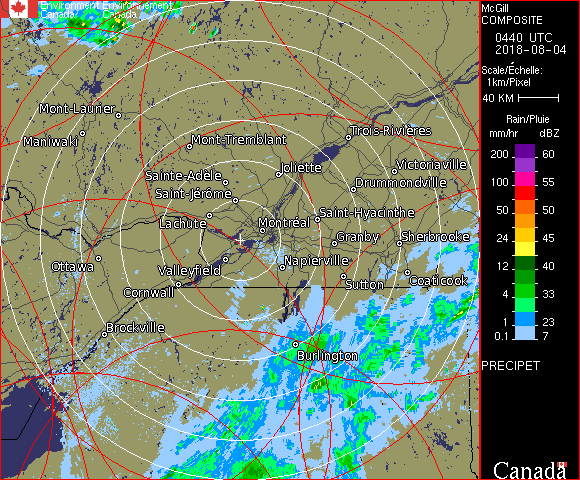 Environment Environnement
Canada Canada
Mont-Laurier
Maniwaki
Mont-Tremblant
Trois-Rivières
Sainte-Adèle
Joliette
Victoriaville
Saint-Jérôme
Drummondville
Lachute
Montréal
Saint-Hyacinthe
Granby
Sherbrooke
Ottawa
Valleyfield
Napierville
Cornwall
Sutton
Coaticook
Brockville
Burlington
McGill
COMPOSITE
0440 UTC
2018-08-04
Scale/Échelle:
1km/Pixel
40 KM
Rain/Pluie
mm/hr dBZ
200 60
100 55
50 50
24 45
12 40
4 33
1 23
0.1 7
PRECIPET
Canada